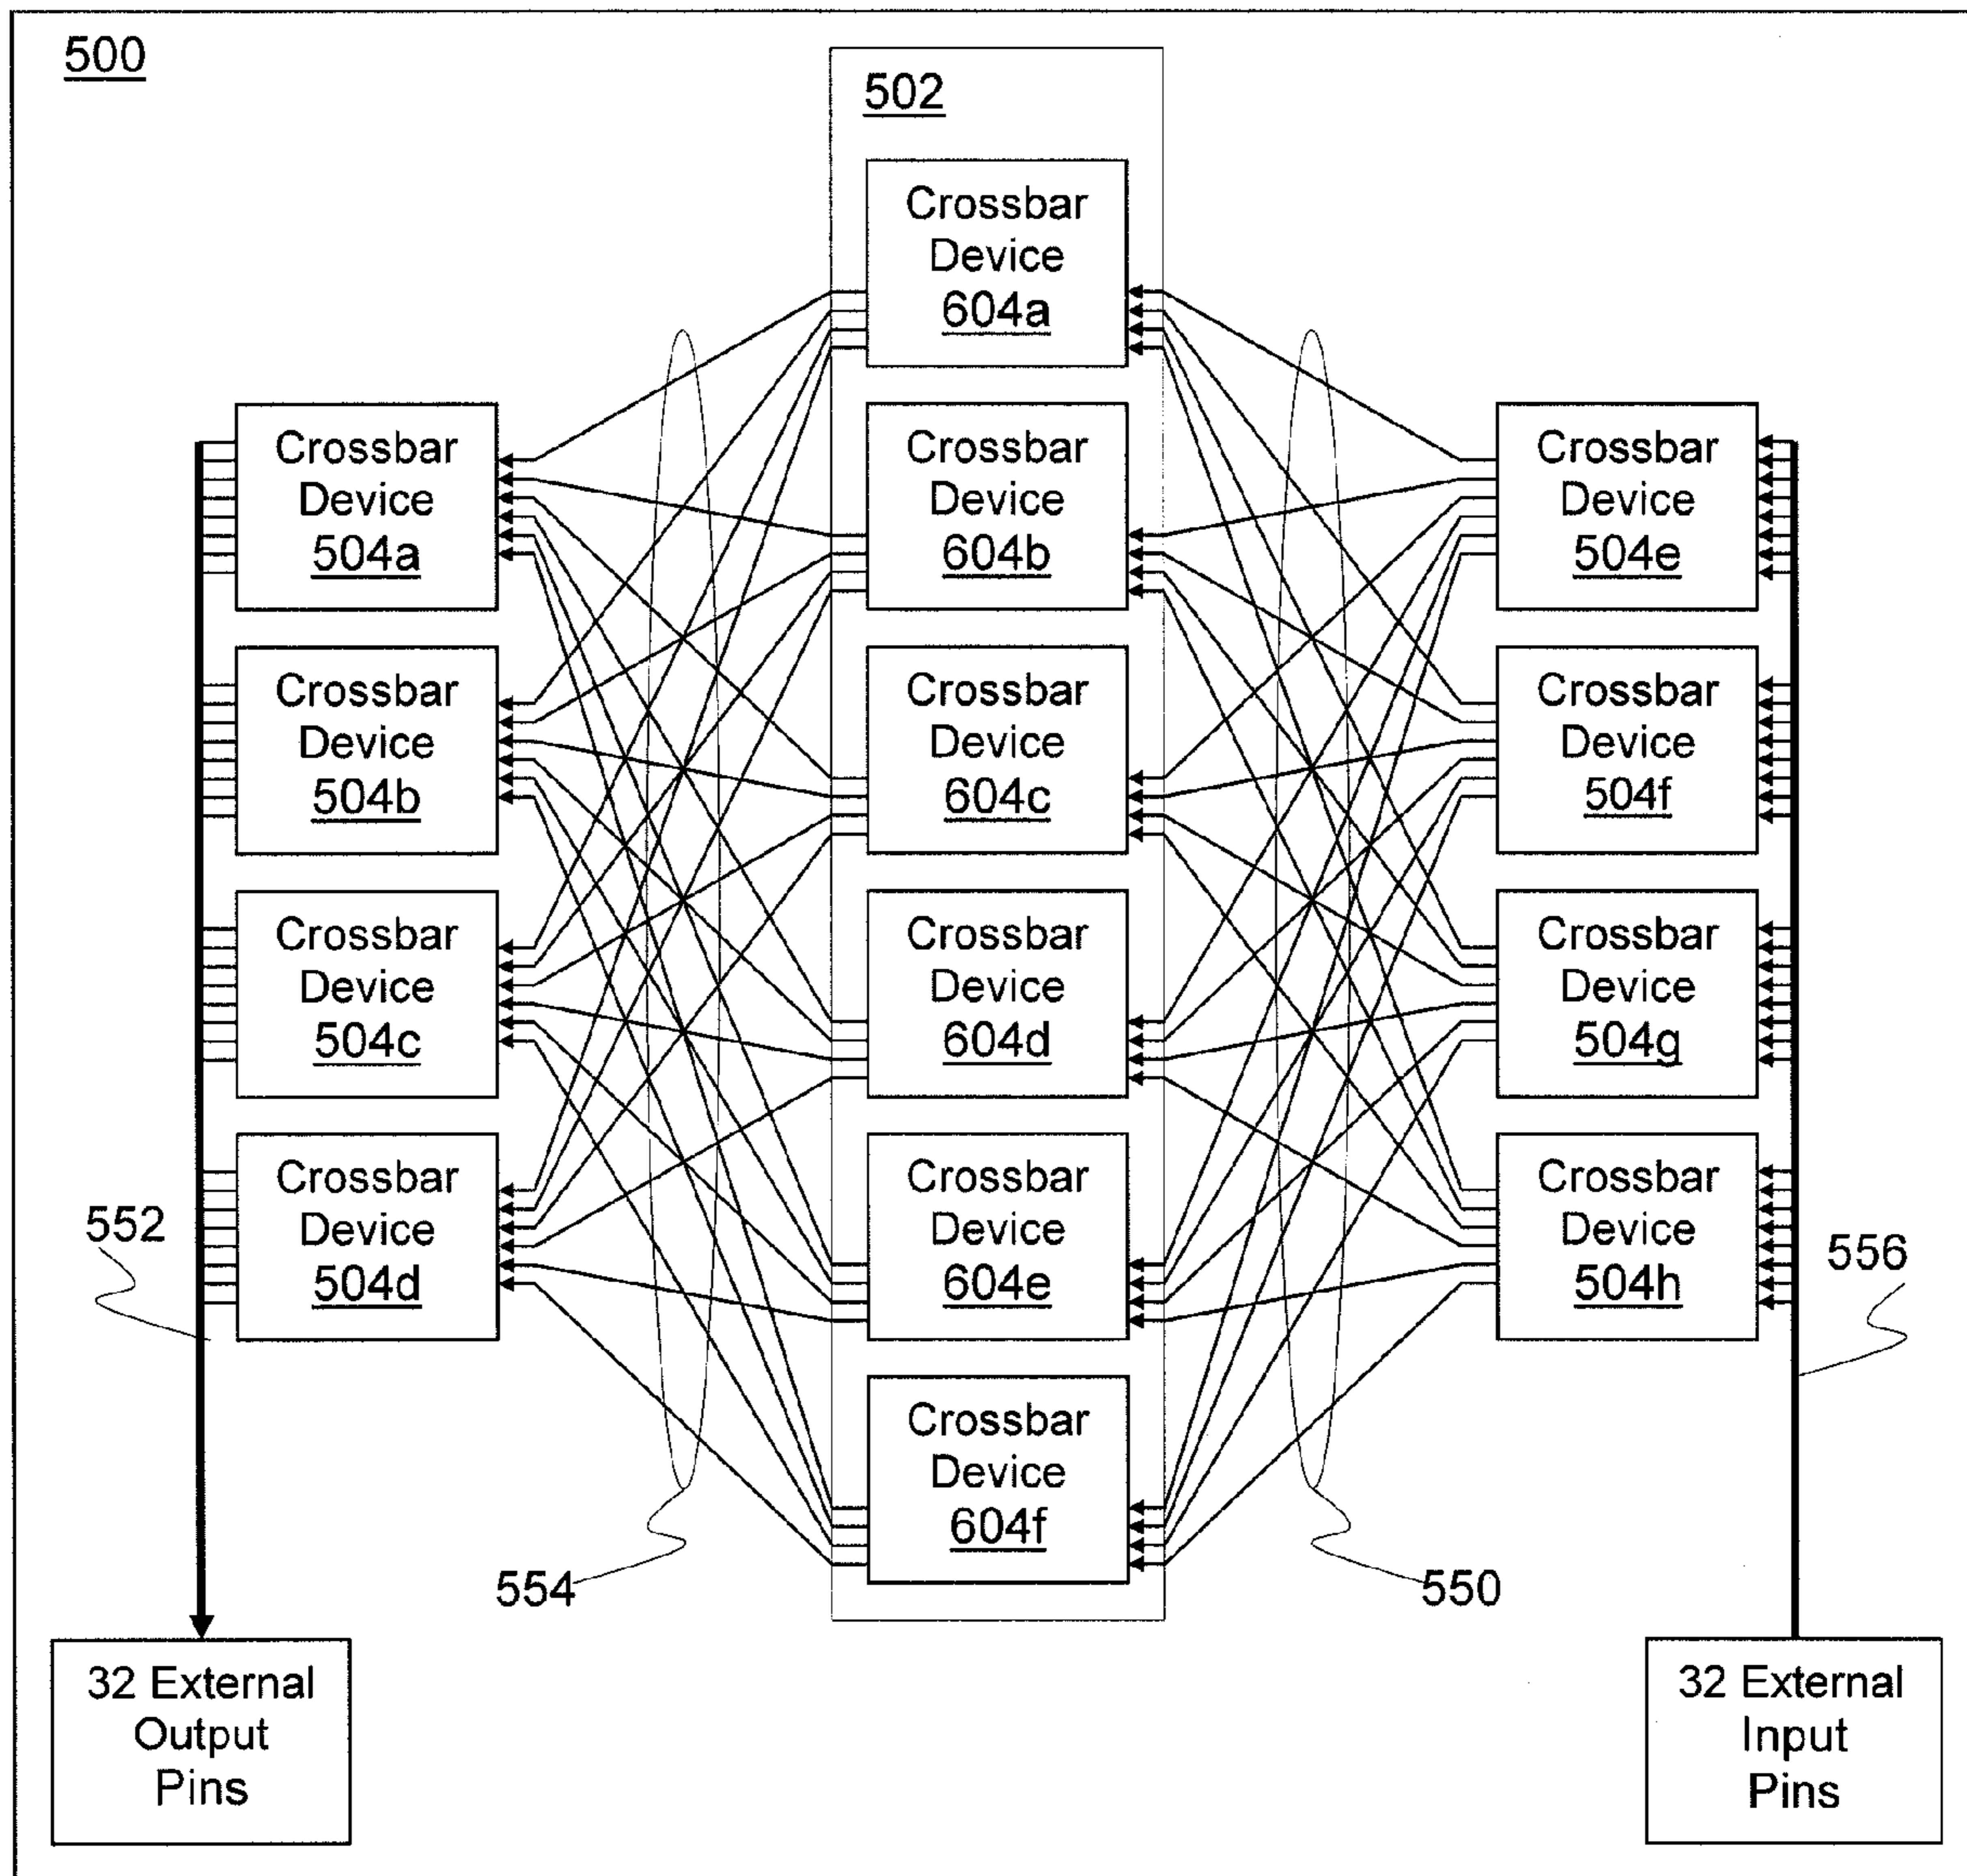 500
502
Crossbar
Device
604a
Crossbar
Device
504a
Crossbar
Device
604b
Crossbar
Device
504e
Crossbar
Device
504b
Crossbar
Device
604c
Crossbar
Device
504f
Crossbar
Device
504c
Crossbar
Device
604d
Crossbar
Device
504g
Crossbar
Device
504d
Crossbar
Device
604e
Crossbar
Device
504h
552
556
Crossbar
Device
604f
554
550
32 External
Output
Pins
32 External
Input
Pins